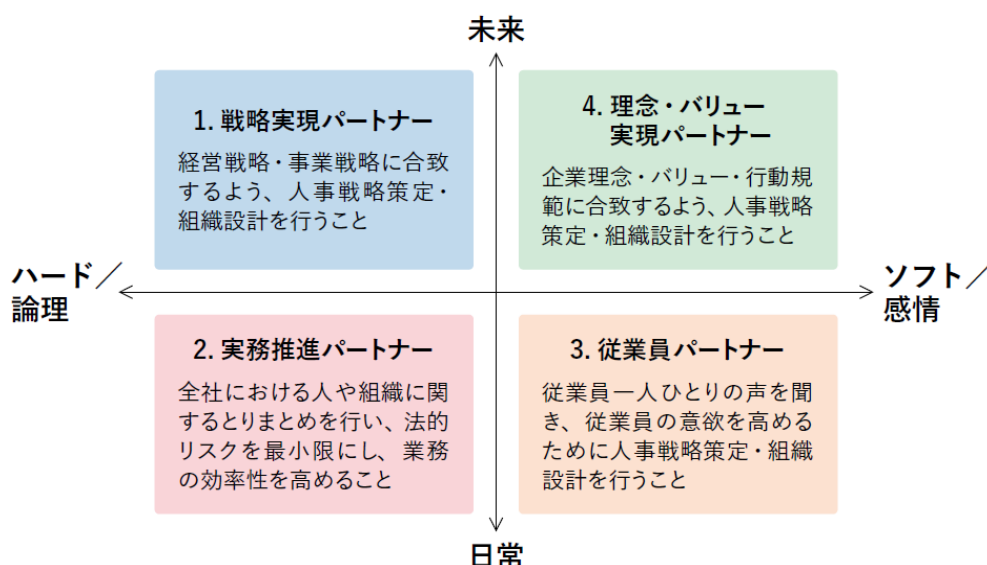 未来
1. 戦略実現パートナー
経営戦略・事業戦略に合致
するよう、人事戦略策定・
組織設計を行うこと
4. 理念・バリュー
実現パートナー
企業理念・バリュー・行動規
範に合致するよう、人事戦略
策定・組織設計を行うこと
ハード／
論理
ソフト／
感情
2. 実務推進パートナー
全社における人や組織に関
するとりまとめを行い、法的
リスクを最小限にし、業務
の効率性を高めること
3. 従業員パートナー
従業員一人ひとりの声を聞
き、従業員の意欲を高める
ために人事戦略策定・組織
設計を行うこと
日常